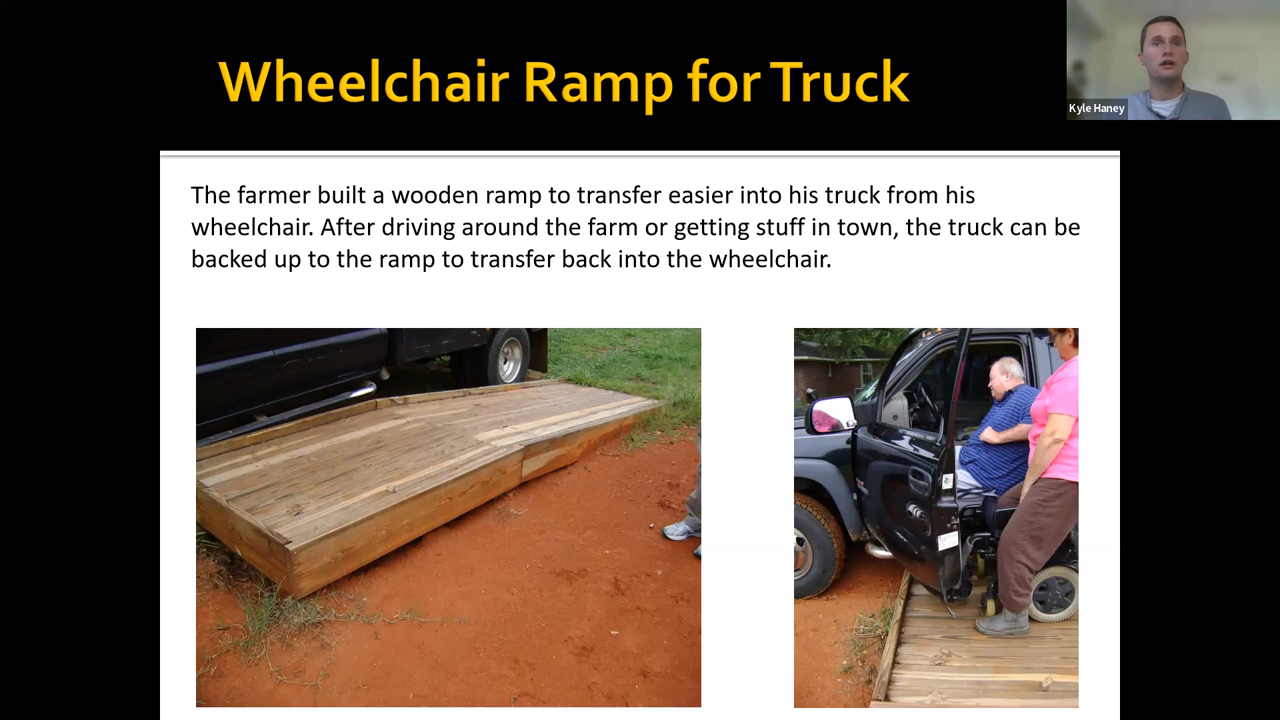 Wheelchair Ramp for Truck
Kyle Haney
The farmer built a wooden ramp to transfer easier into his truck from his
wheelchair. After driving around the farm or getting stuff in town, the truck can be
backed up to the ramp to transfer back into the wheelchair.